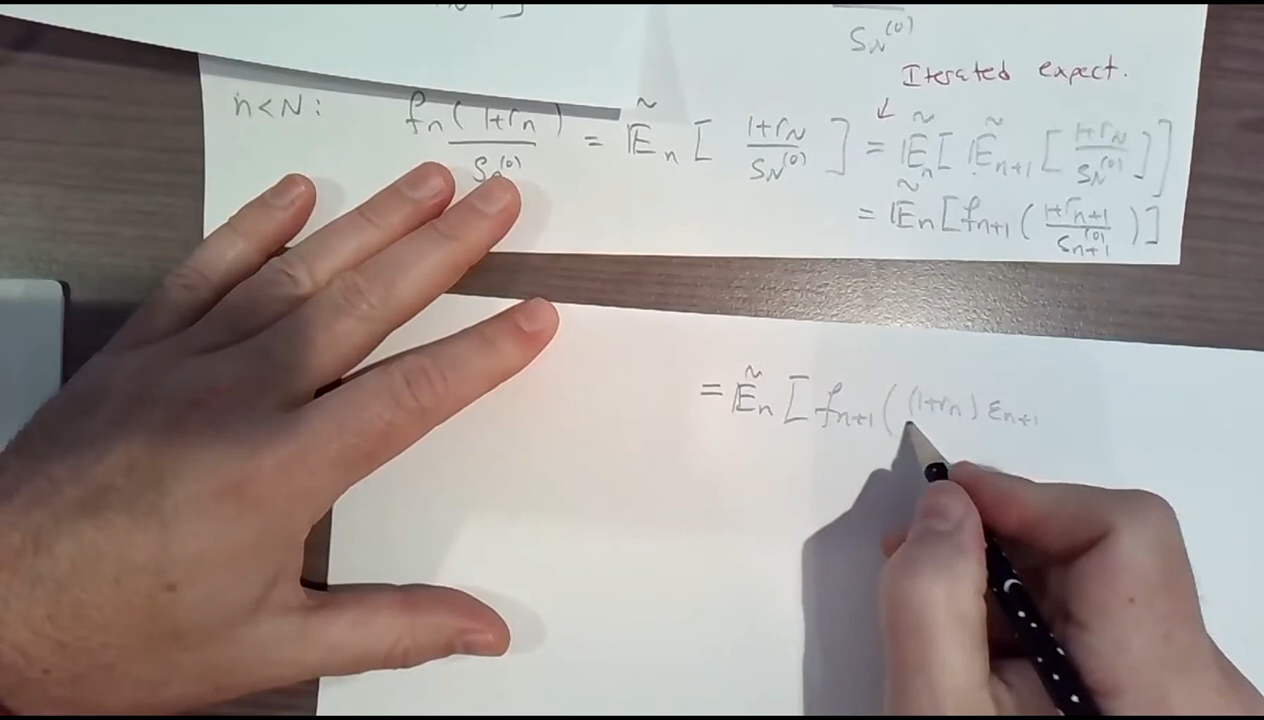 S_N^(0)
Iterated expect.
n<N: f_n(1+r_n) / S_n^(0) = Ẽ_n [ 1+r_N / S_N^(0) ] = Ẽ_n [ Ẽ_{n+1} [ 1+r_N / S_N^(0) ] ]
= Ẽ_n [ f_{n+1} ( 1+r_{n+1} / S_{n+1}^(0) ) ]
= Ẽ_n [ f_{n+1} ( (1+r_n) ε_{n+1}